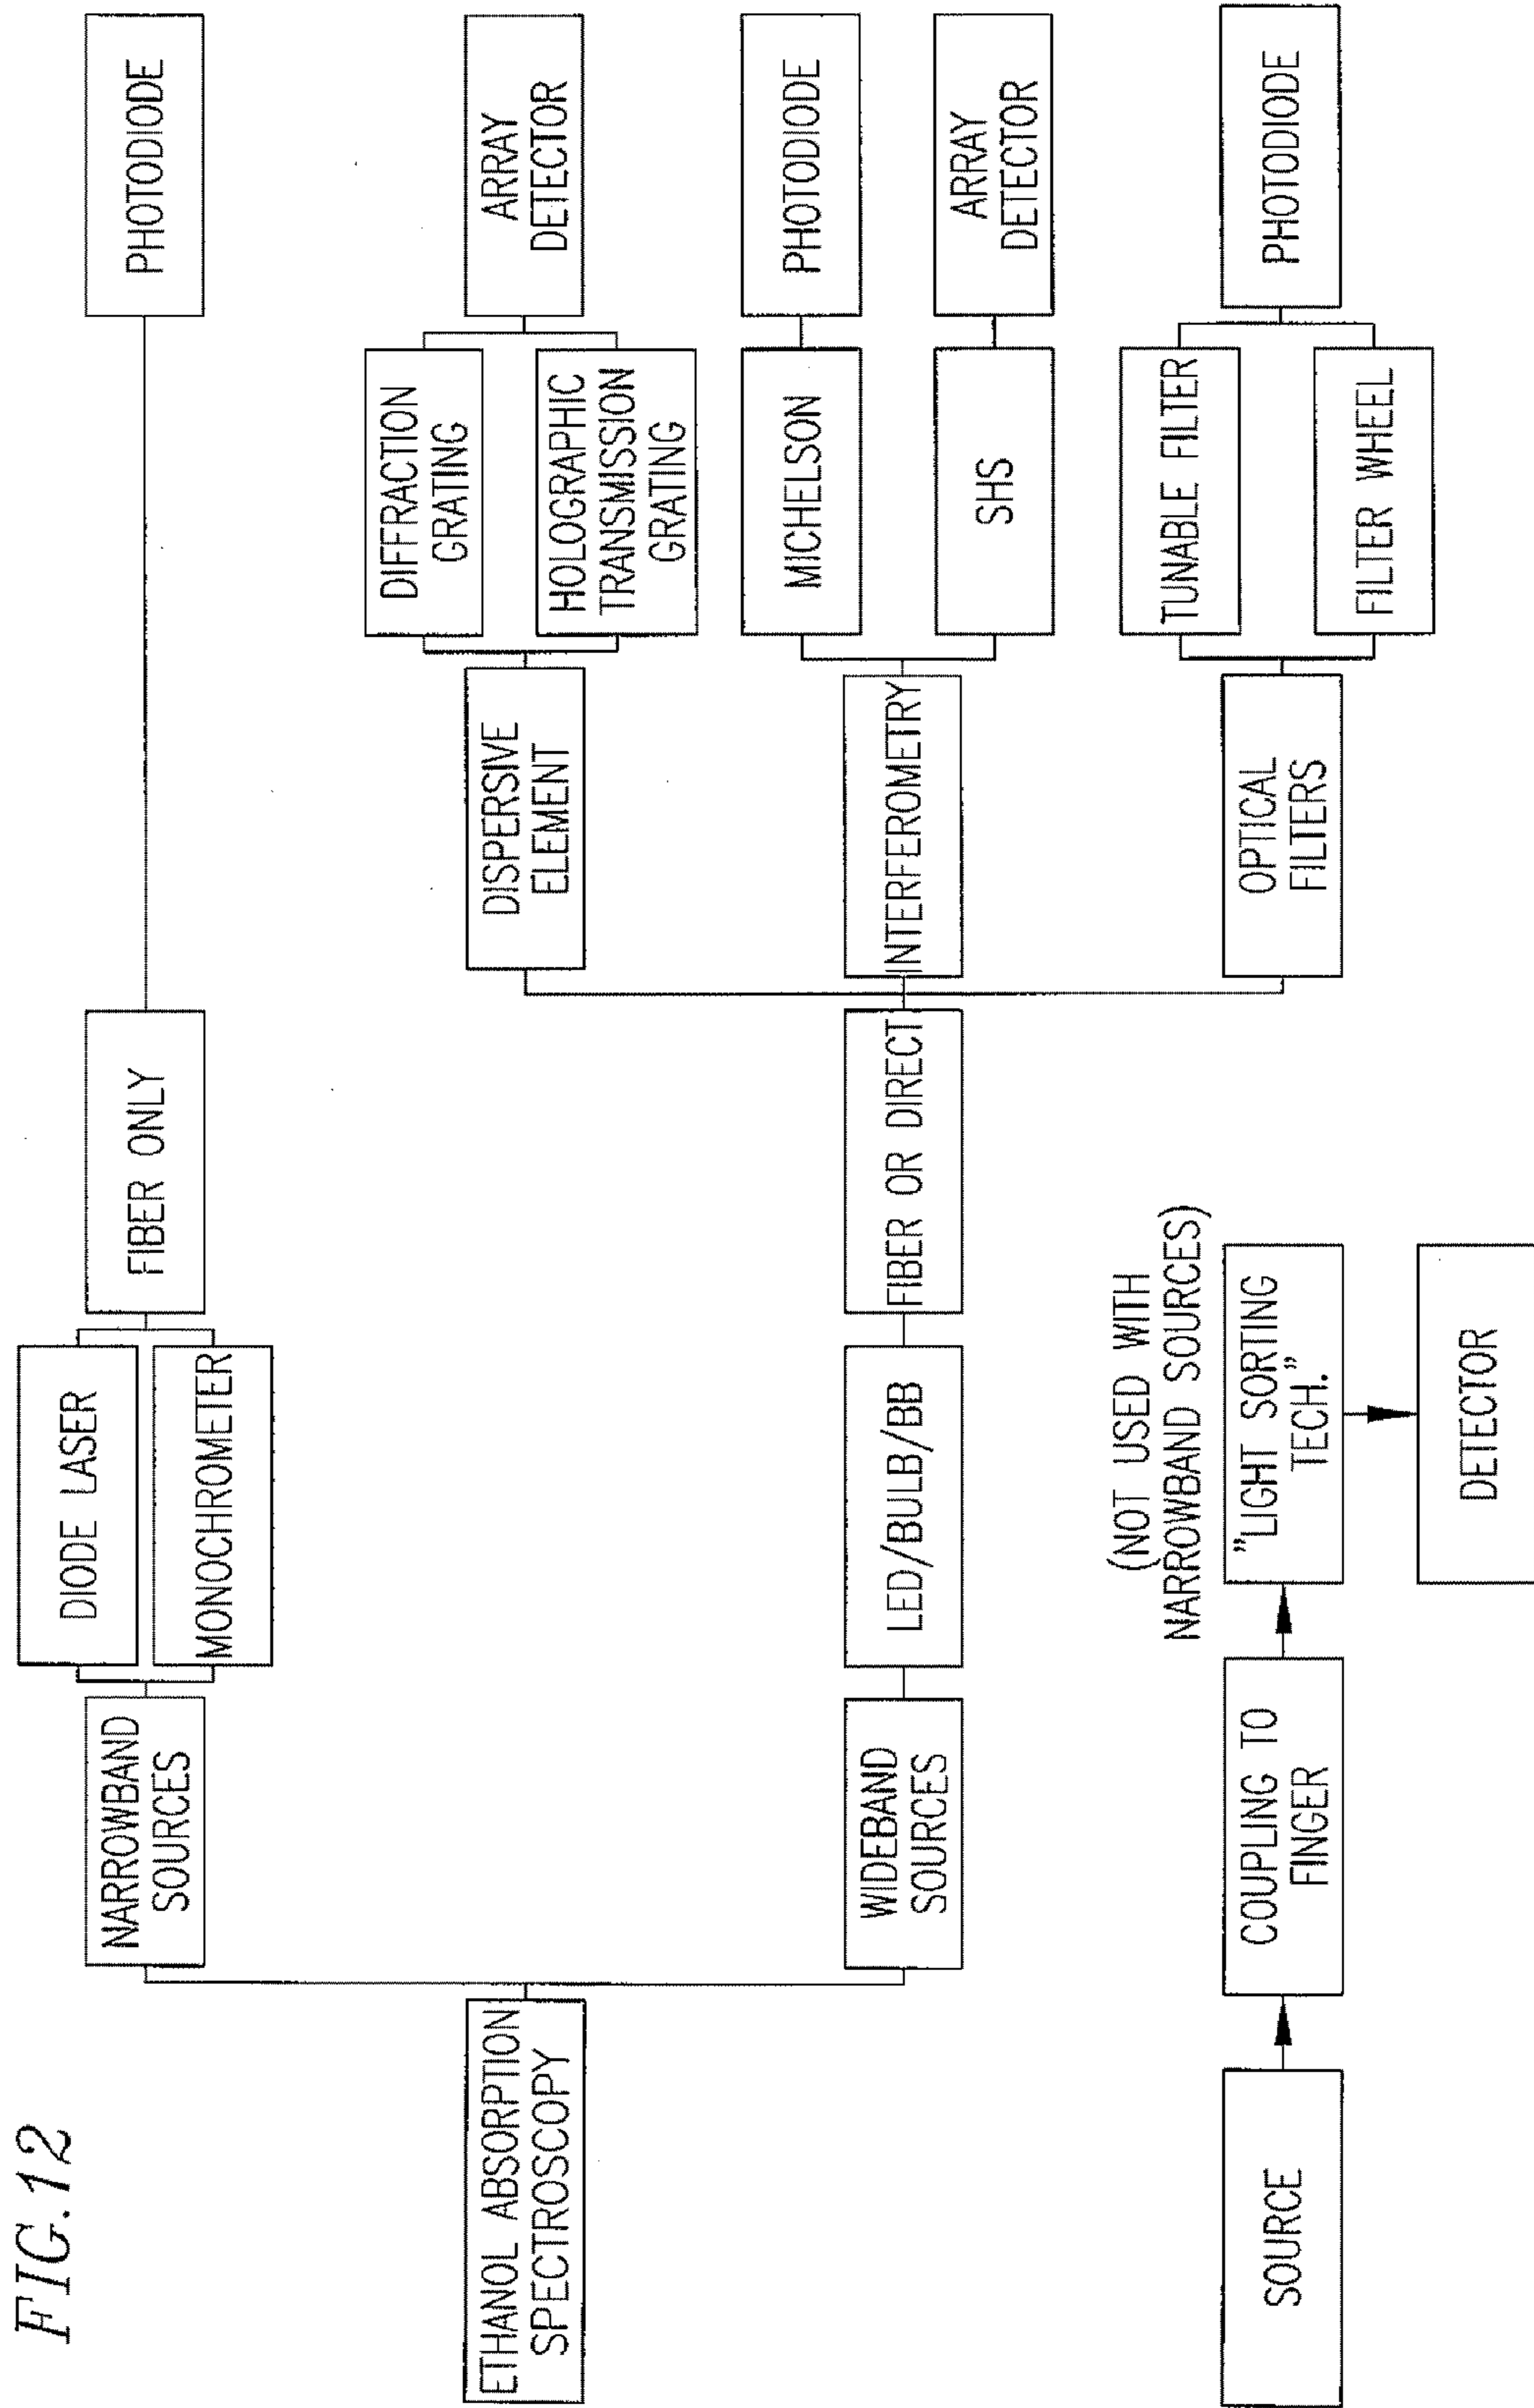 FIG.12
ETHANOL ABSORPTION
SPECTROSCOPY
NARROWBAND
SOURCES
DIODE LASER
MONOCHROMETER
FIBER ONLY
PHOTODIODE
WIDEBAND
SOURCES
LED/BULB/BB
FIBER OR DIRECT
DISPERSIVE
ELEMENT
DIFFRACTION
GRATING
HOLOGRAPHIC
TRANSMISSION
GRATING
ARRAY
DETECTOR
INTERFEROMETRY
MICHELSON
PHOTODIODE
SHS
ARRAY
DETECTOR
OPTICAL
FILTERS
TUNABLE FILTER
FILTER WHEEL
PHOTODIODE
SOURCE
COUPLING TO
FINGER
(NOT USED WITH
NARROWBAND SOURCES)
"LIGHT SORTING"
TECH.
DETECTOR